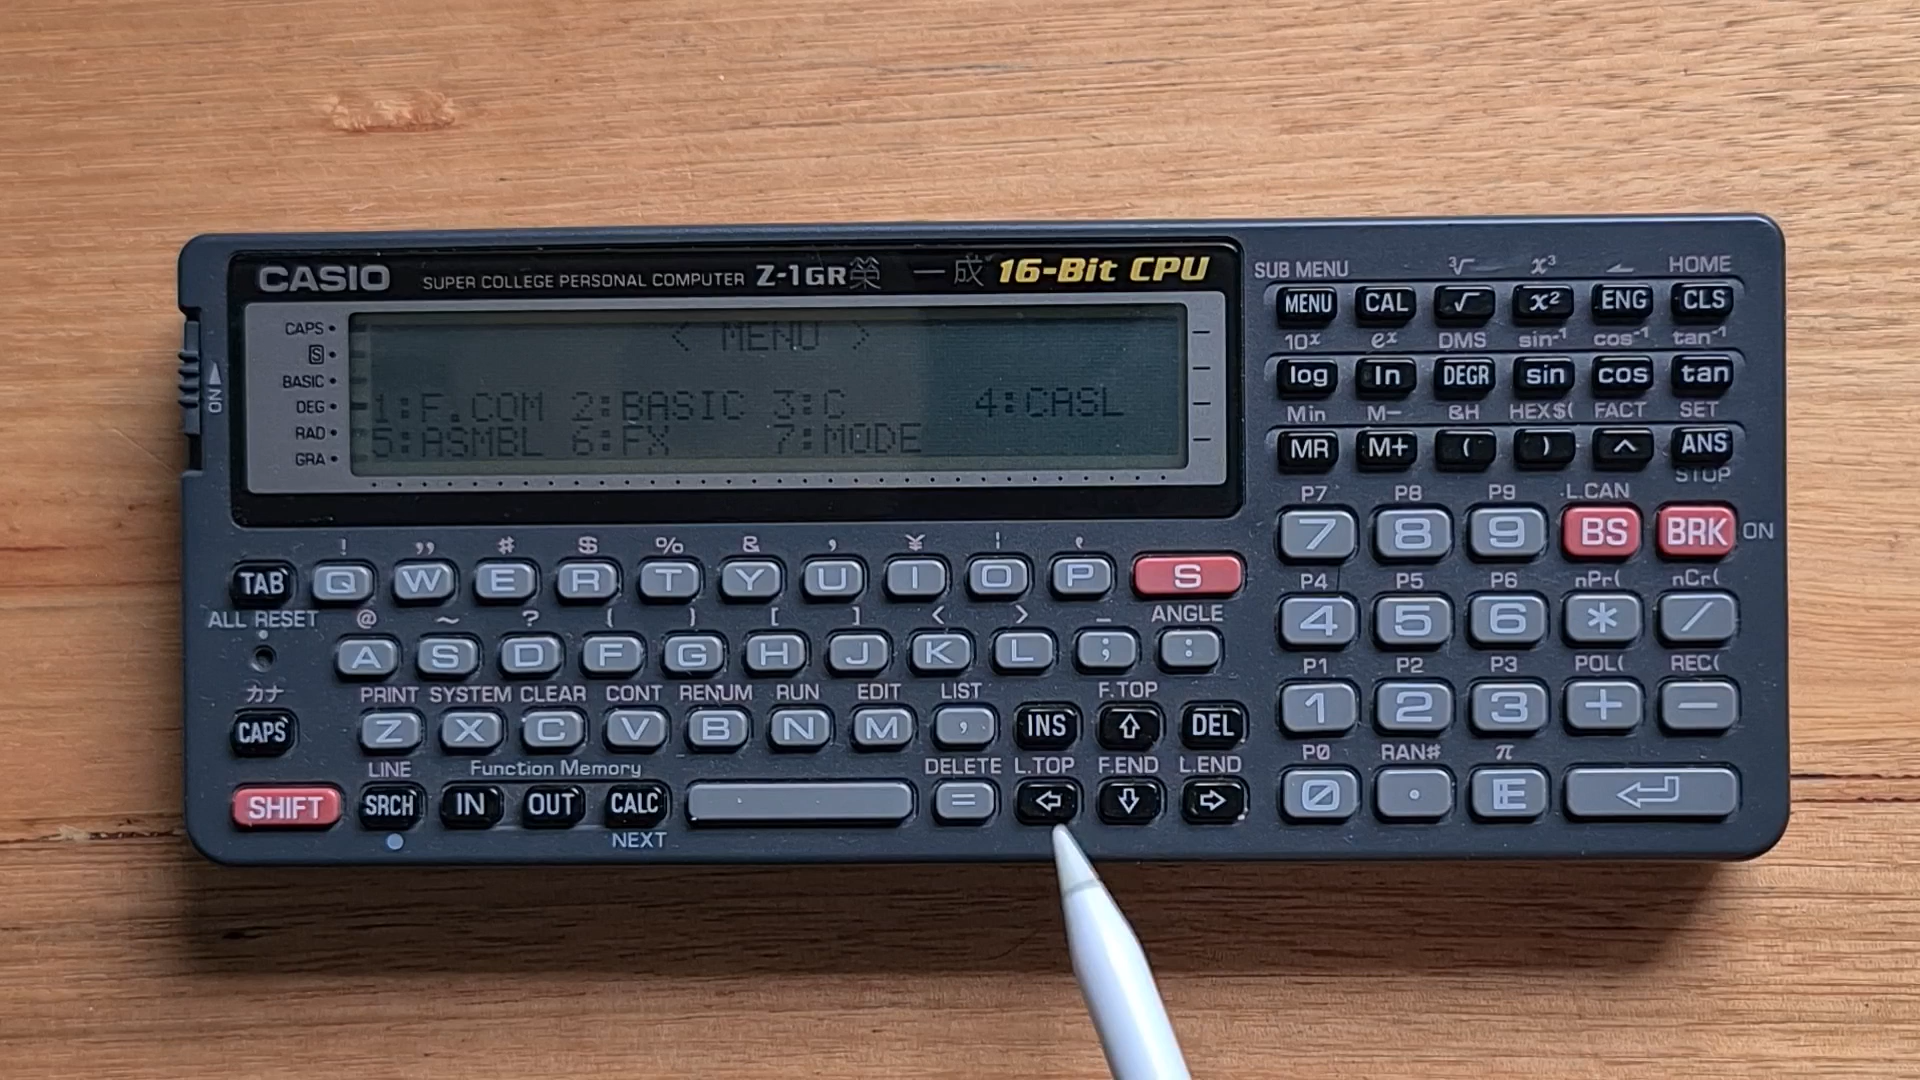 CASIO SUPER COLLEGE PERSONAL COMPUTER Z-1GR 一成 16-Bit CPU
CAPS
S
BASIC
DEG
RAD
GRA
ON
< MENU >
1:F.COM 2:BASIC 3:C 4:CASL
5:ASMBL 6:FX 7:MODE
SUB MENU ³√ x³ HOME
MENU CAL √ x² ENG CLS
10ˣ eˣ DMS sin⁻¹ cos⁻¹ tan⁻¹
log ln DEGR sin cos tan
Min M− &H HEX$( FACT SET
MR M+ ( ) ^ ANS
STOP
P7 P8 P9 L.CAN
7 8 9 BS BRK ON
P4 P5 P6 nPr( nCr(
4 5 6 * /
P1 P2 P3 POL( REC(
1 2 3 + −
P0 RAN# π
0 . E
! " # $ % & ' ¥ ¦ ,
TAB Q W E R T Y U I O P S
ALL RESET @ ~ ? { } [ ] < > _ ANGLE
A S D F G H J K L ; :
カナ PRINT SYSTEM CLEAR CONT RENUM RUN EDIT LIST F.TOP
CAPS Z X C V B N M , INS ⇧ DEL
LINE Function Memory DELETE L.TOP F.END L.END
SHIFT SRCH IN OUT CALC = ⇦ ⇩ ⇨
NEXT